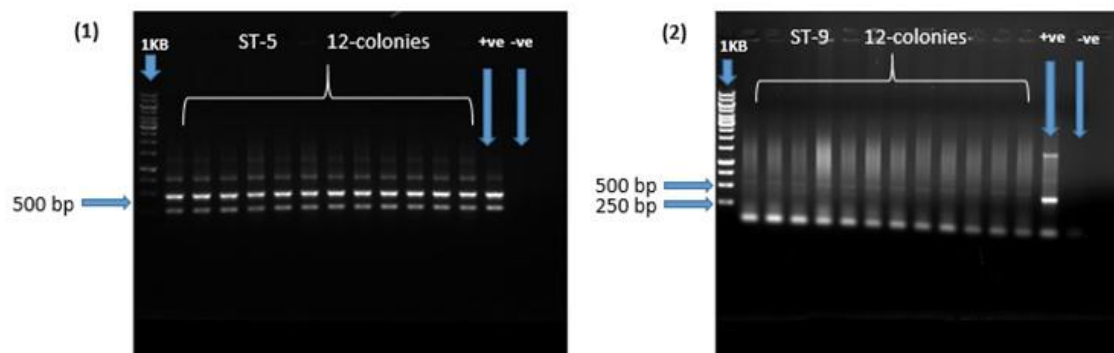 (1)
1KB
ST-5 12-colonies
+ve -ve
500 bp
(2)
1KB
ST-9 12-colonies
+ve -ve
500 bp
250 bp